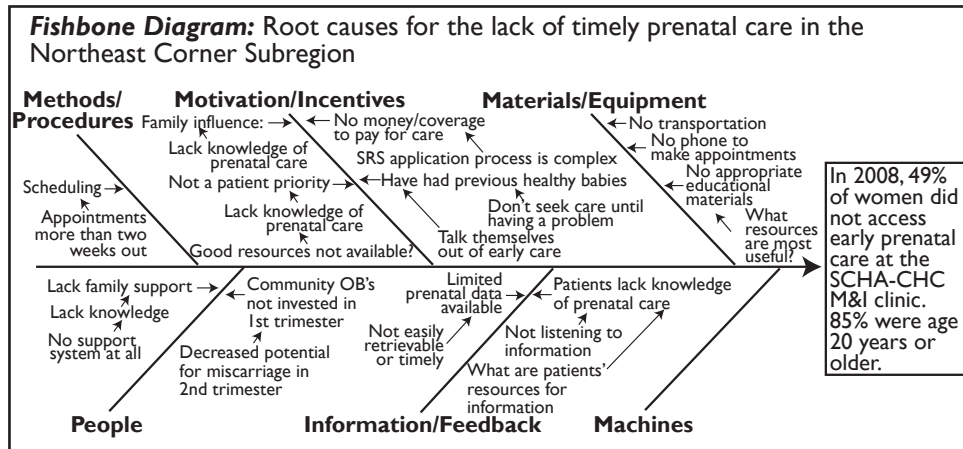 Fishbone Diagram: Root causes for the lack of timely prenatal care in the
Northeast Corner Subregion
Methods/
Procedures
Scheduling
Appointments
more than two
weeks out
Motivation/Incentives
Family influence:
Lack knowledge of
prenatal care
Not a patient priority
Lack knowledge of
prenatal care
Good resources not available?
No money/coverage
to pay for care
SRS application process is complex
Have had previous healthy babies
Don't seek care until
having a problem
Talk themselves
out of early care
Materials/Equipment
No transportation
No phone to
make appointments
No appropriate
educational
materials
What
resources
are most
useful?
In 2008, 49%
of women did
not access
early prenatal
care at the
SCHA-CHC
M&I clinic.
85% were age
20 years or
older.
Lack family support
Lack knowledge
No support
system at all
Community OB's
not invested in
1st trimester
Decreased potential
for miscarriage in
2nd trimester
People
Limited
prenatal data
available
Not easily
retrievable
or timely
Patients lack knowledge
of prenatal care
Not listening to
information
What are patients'
resources for
information
Information/Feedback
Machines